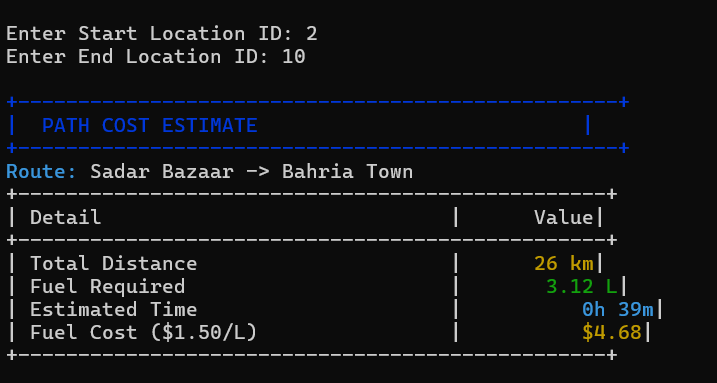 Enter Start Location ID: 2
Enter End Location ID: 10
+--------------------------------------------------+
|  PATH COST ESTIMATE                           |
+--------------------------------------------------+
Route: Sadar Bazaar -> Bahria Town
+-------------------------------------------------+
| Detail                             |      Value|
+-------------------------------------------------+
| Total Distance                     |      26 km|
| Fuel Required                      |       3.12 L|
| Estimated Time                     |          0h 39m|
| Fuel Cost ($1.50/L)                |          $4.68|
+-------------------------------------------------+